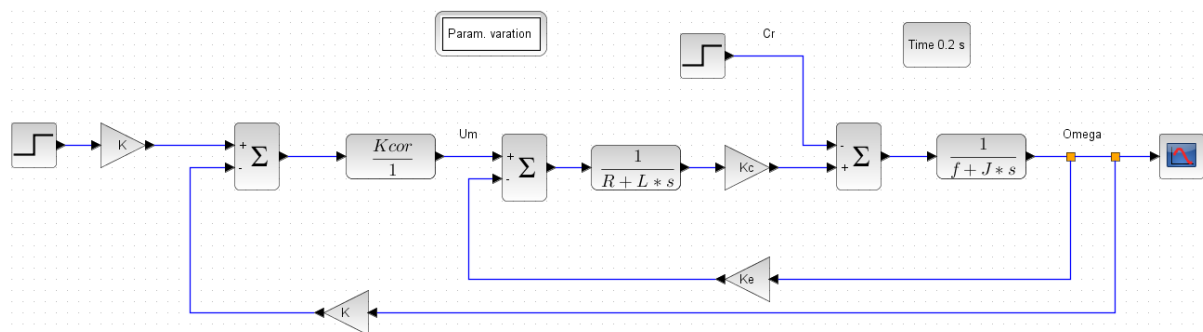 Param. varation
Cr
Time 0.2 s
K
+
-
Σ
Kcor
1
Um
+
-
Σ
1
R + L * s
Kc
-
+
Σ
1
f + J * s
Omega
Ke
K